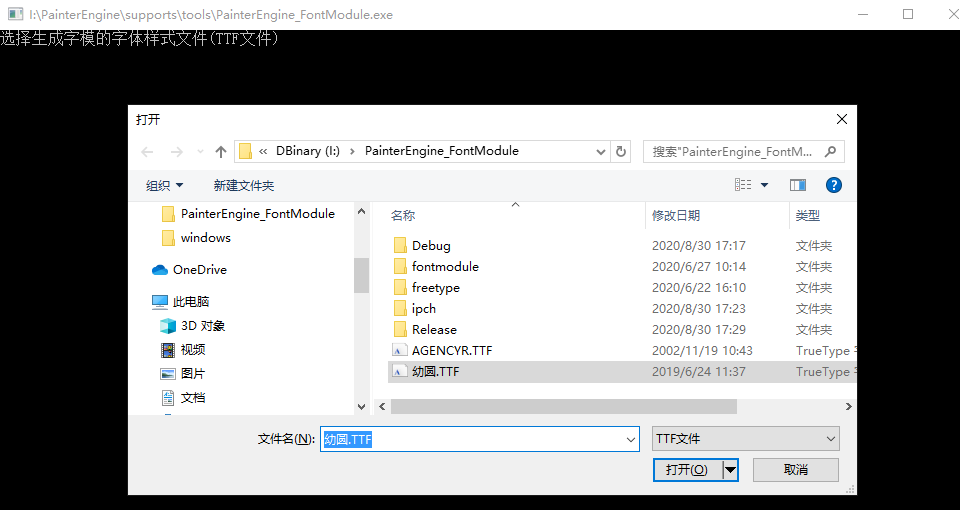 I:\PainterEngine\supports\tools\PainterEngine_FontModule.exe
选择生成字模的字体样式文件(TTF文件)
打开
« DBinary (I:) › PainterEngine_FontModule
搜索"PainterEngine_FontM...
组织 新建文件夹
PainterEngine_FontModule
windows
OneDrive
此电脑
3D 对象
视频
图片
文档
名称 修改日期 类型
Debug 2020/8/30 17:17 文件夹
fontmodule 2020/6/27 10:14 文件夹
freetype 2020/6/22 16:10 文件夹
ipch 2020/8/30 17:23 文件夹
Release 2020/8/30 17:29 文件夹
AGENCYR.TTF 2002/11/19 10:43 TrueType
幼圆.TTF 2019/6/24 11:37 TrueType
文件名(N): 幼圆.TTF TTF文件
打开(O) 取消